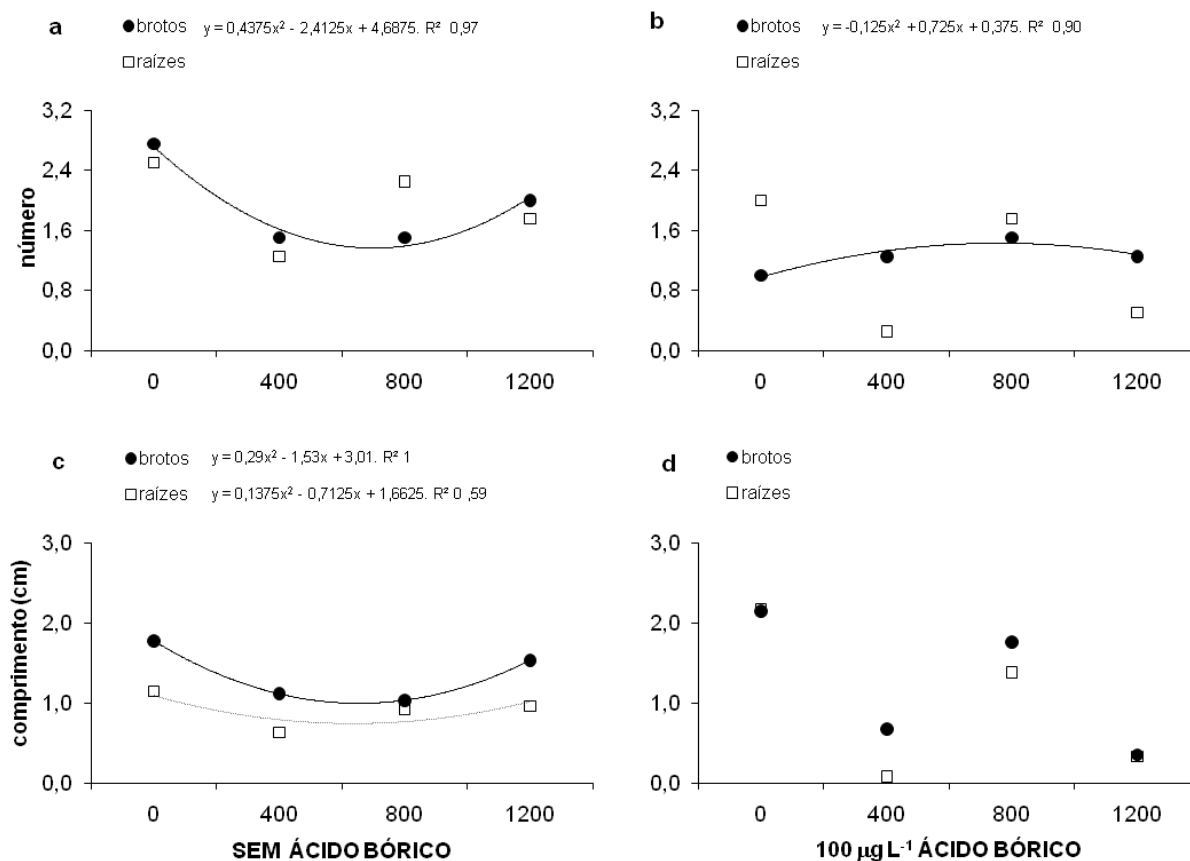 a
brotos y = 0,4375x² - 2,4125x + 4,6875. R² 0,97
raízes
3,2
2,4
1,6
0,8
0,0
número
0 400 800 1200
b
brotos y = -0,125x² + 0,725x + 0,375. R² 0,90
raízes
3,2
2,4
1,6
0,8
0,0
0 400 800 1200
c
brotos y = 0,29x² - 1,53x + 3,01. R² 1
raízes y = 0,1375x² - 0,7125x + 1,6625. R² 0 ,59
3,0
2,0
1,0
0,0
comprimento (cm)
0 400 800 1200
SEM ÁCIDO BÓRICO
d
brotos
raízes
3,0
2,0
1,0
0,0
0 400 800 1200
100 µg L⁻¹ ÁCIDO BÓRICO